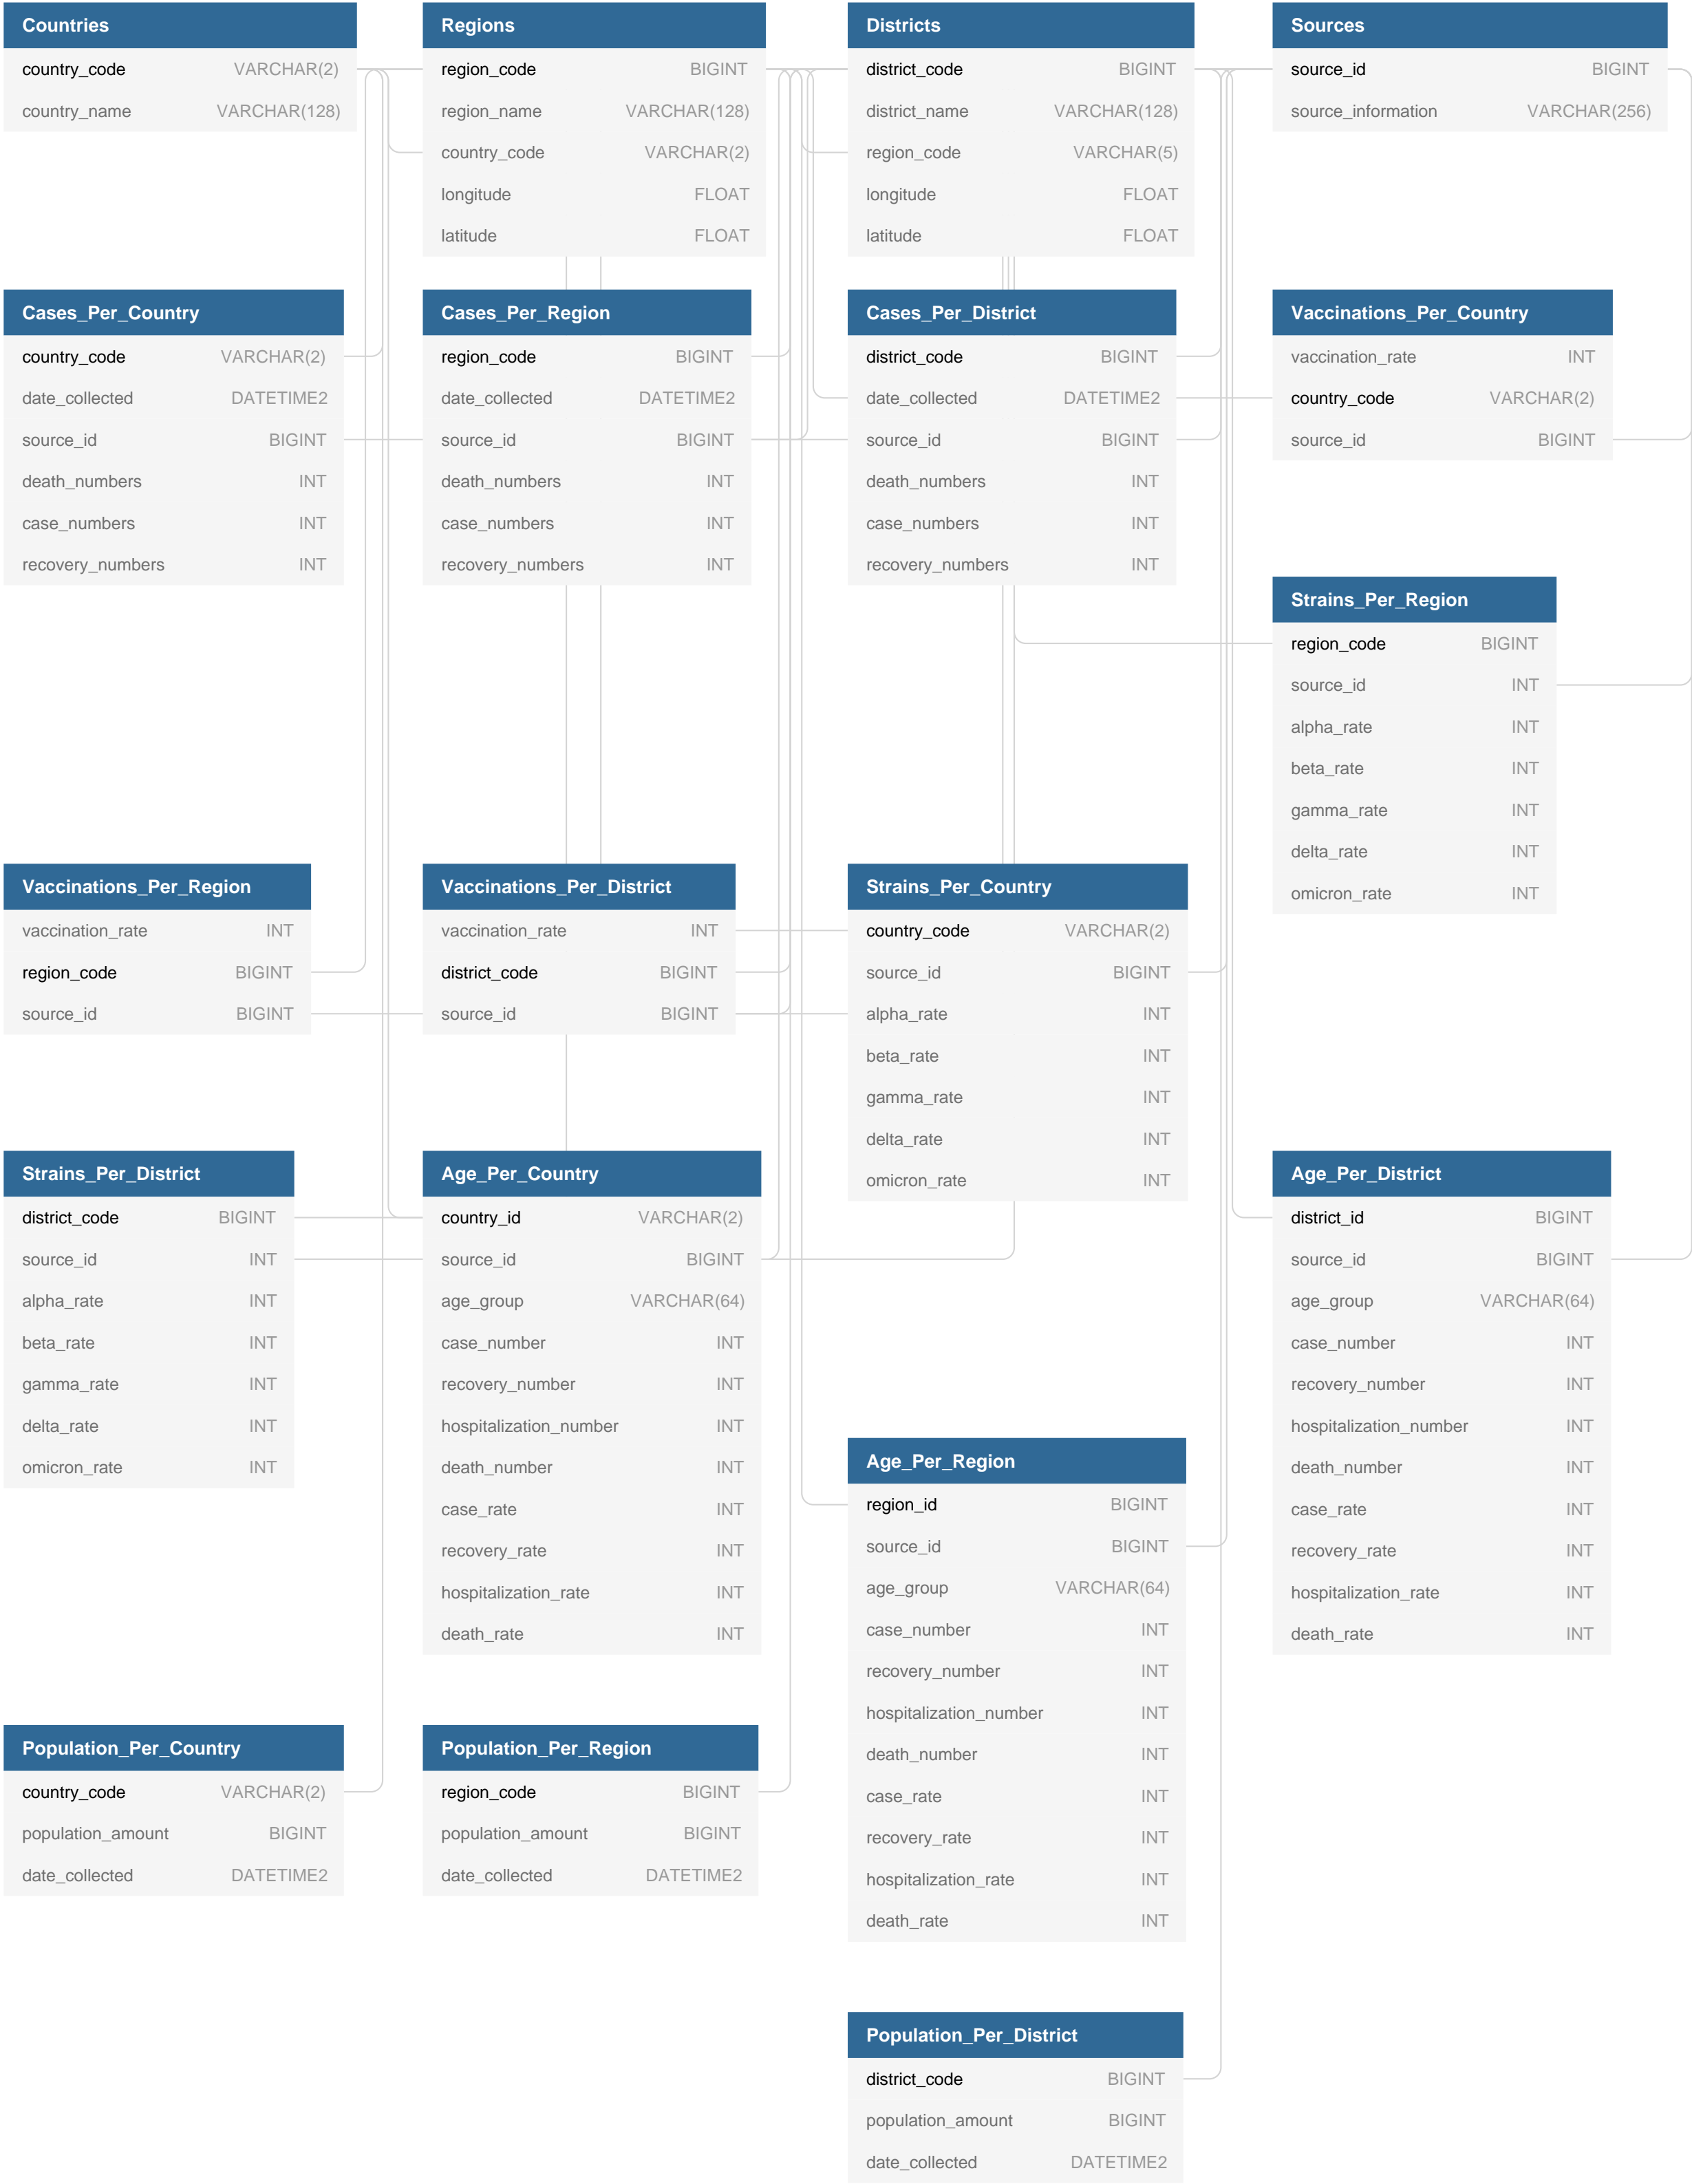 Countries
country_code VARCHAR(2)
country_name VARCHAR(128)
Regions
region_code BIGINT
region_name VARCHAR(128)
country_code VARCHAR(2)
longitude FLOAT
latitude FLOAT
Districts
district_code BIGINT
district_name VARCHAR(128)
region_code VARCHAR(5)
longitude FLOAT
latitude FLOAT
Sources
source_id BIGINT
source_information VARCHAR(256)
Cases_Per_Country
country_code VARCHAR(2)
date_collected DATETIME2
source_id BIGINT
death_numbers INT
case_numbers INT
recovery_numbers INT
Cases_Per_Region
region_code BIGINT
date_collected DATETIME2
source_id BIGINT
death_numbers INT
case_numbers INT
recovery_numbers INT
Cases_Per_District
district_code BIGINT
date_collected DATETIME2
source_id BIGINT
death_numbers INT
case_numbers INT
recovery_numbers INT
Vaccinations_Per_Country
vaccination_rate INT
country_code VARCHAR(2)
source_id BIGINT
Strains_Per_Region
region_code BIGINT
source_id INT
alpha_rate INT
beta_rate INT
gamma_rate INT
delta_rate INT
omicron_rate INT
Vaccinations_Per_Region
vaccination_rate INT
region_code BIGINT
source_id BIGINT
Vaccinations_Per_District
vaccination_rate INT
district_code BIGINT
source_id BIGINT
Strains_Per_Country
country_code VARCHAR(2)
source_id BIGINT
alpha_rate INT
beta_rate INT
gamma_rate INT
delta_rate INT
omicron_rate INT
Strains_Per_District
district_code BIGINT
source_id INT
alpha_rate INT
beta_rate INT
gamma_rate INT
delta_rate INT
omicron_rate INT
Age_Per_Country
country_id VARCHAR(2)
source_id BIGINT
age_group VARCHAR(64)
case_number INT
recovery_number INT
hospitalization_number INT
death_number INT
case_rate INT
recovery_rate INT
hospitalization_rate INT
death_rate INT
Age_Per_District
district_id BIGINT
source_id BIGINT
age_group VARCHAR(64)
case_number INT
recovery_number INT
hospitalization_number INT
death_number INT
case_rate INT
recovery_rate INT
hospitalization_rate INT
death_rate INT
Age_Per_Region
region_id BIGINT
source_id BIGINT
age_group VARCHAR(64)
case_number INT
recovery_number INT
hospitalization_number INT
death_number INT
case_rate INT
recovery_rate INT
hospitalization_rate INT
death_rate INT
Population_Per_Country
country_code VARCHAR(2)
population_amount BIGINT
date_collected DATETIME2
Population_Per_Region
region_code BIGINT
population_amount BIGINT
date_collected DATETIME2
Population_Per_District
district_code BIGINT
population_amount BIGINT
date_collected DATETIME2